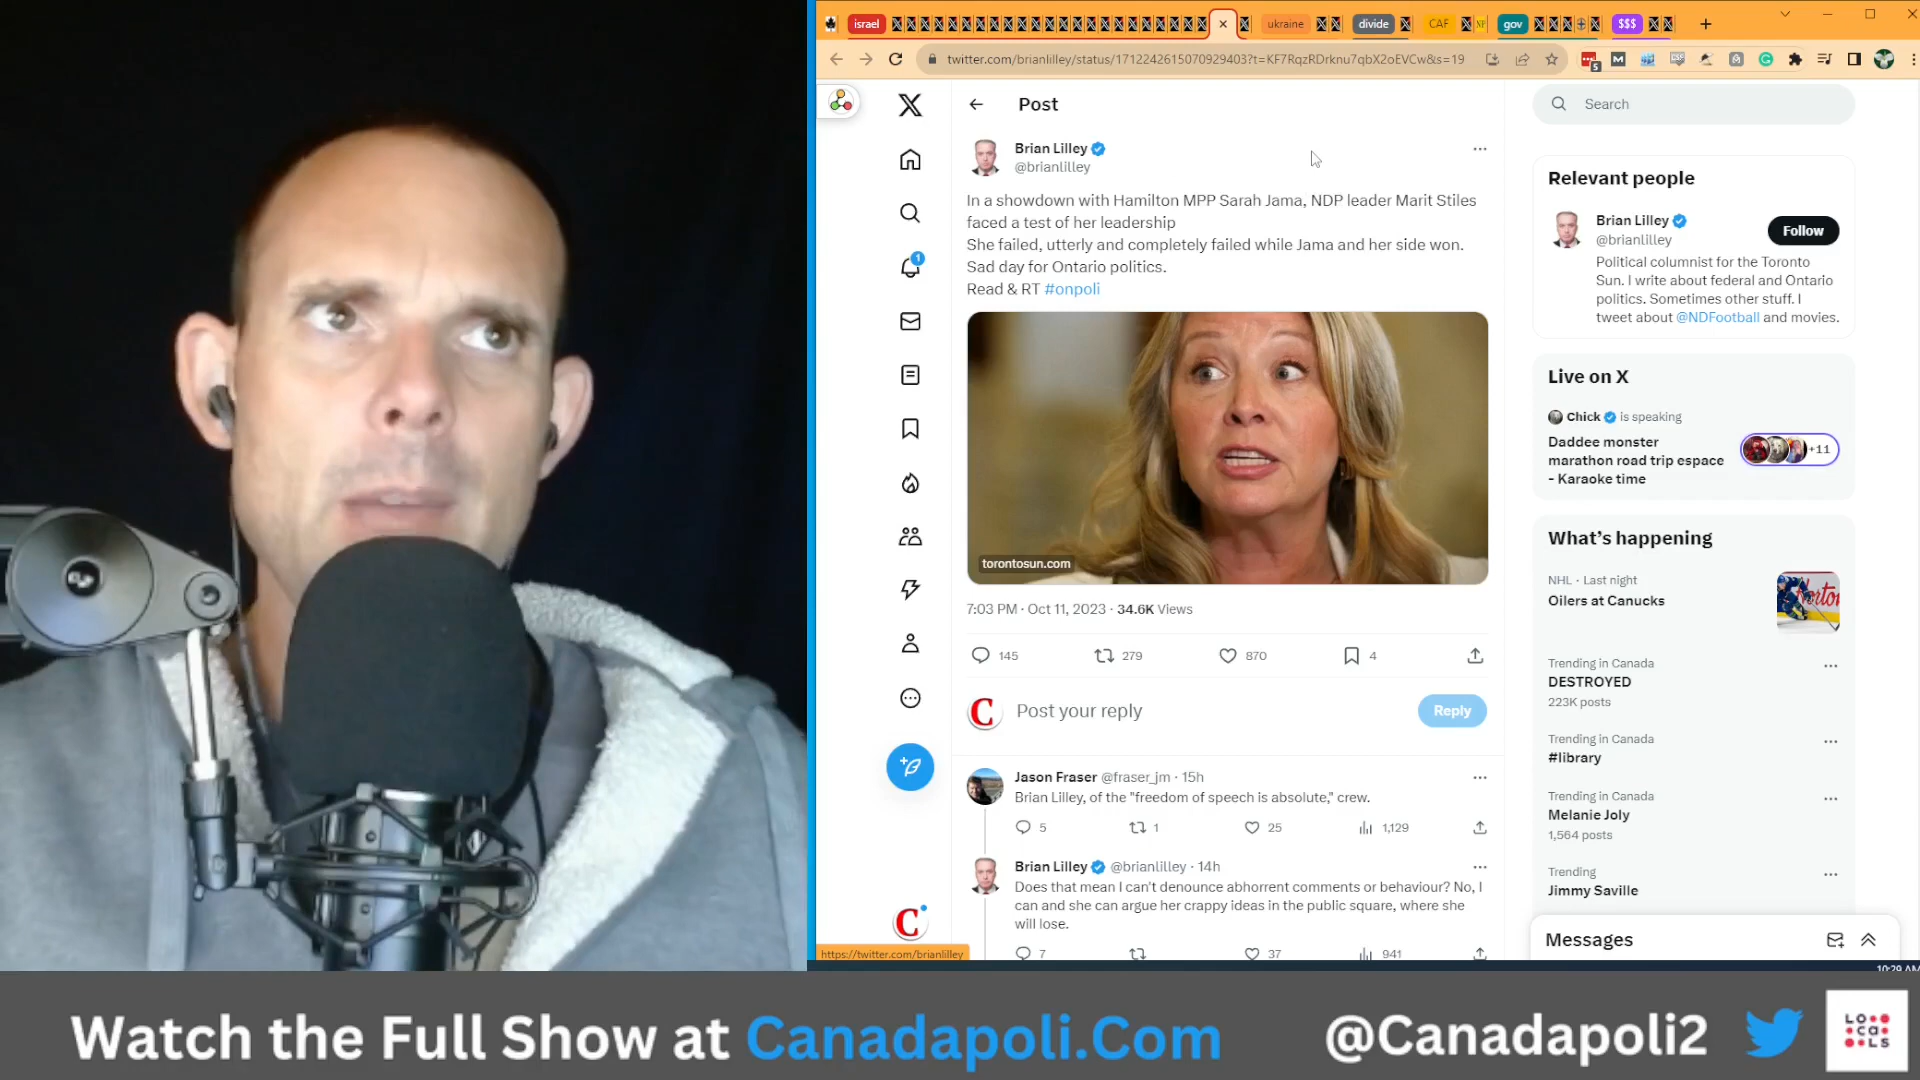 israel
ukraine
divide
CAF
gov
$$$
twitter.com/brianlilley/status/1712242615070929403?t=KF7RqzRDrknu7qbX2oEVCw&s=19
5
Post
Search
Brian Lilley
@brianlilley
In a showdown with Hamilton MPP Sarah Jama, NDP leader Marit Stiles
faced a test of her leadership
She failed, utterly and completely failed while Jama and her side won.
Sad day for Ontario politics.
Read & RT #onpoli
torontosun.com
7:03 PM · Oct 11, 2023 · 34.6K Views
145 279 870 4
C Post your reply Reply
Jason Fraser @fraser_jm · 15h
Brian Lilley, of the "freedom of speech is absolute," crew.
5 1 25 1,129
Brian Lilley @brianlilley · 14h
Does that mean I can't denounce abhorrent comments or behaviour? No, I
can and she can argue her crappy ideas in the public square, where she
will lose.
7 37 941
1
C
https://twitter.com/brianlilley
Relevant people
Brian Lilley
@brianlilley
Follow
Political columnist for the Toronto
Sun. I write about federal and Ontario
politics. Sometimes other stuff. I
tweet about @NDFootball and movies.
Live on X
Chick is speaking
Daddee monster
marathon road trip espace
- Karaoke time
+11
What's happening
NHL · Last night
Oilers at Canucks
Trending in Canada
DESTROYED
223K posts
Trending in Canada
#library
Trending in Canada
Melanie Joly
1,564 posts
Trending
Jimmy Saville
Messages
10:29 AM
Watch the Full Show at Canadapoli.Com
@Canadapoli2
LO
ca
LS